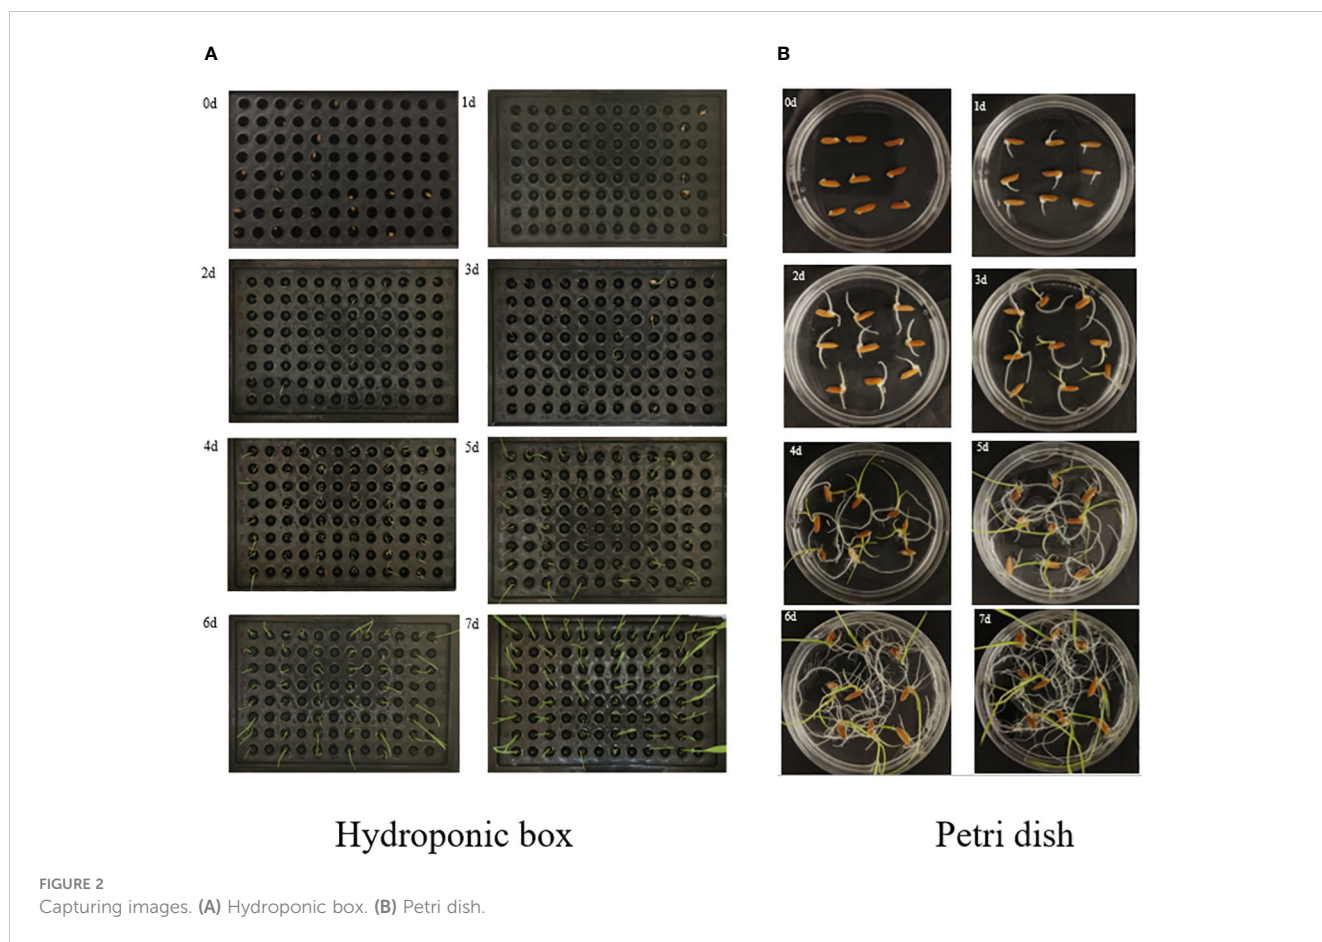 A
B
0d
1d
0d
1d
2d
3d
2d
3d
4d
5d
4d
5d
6d
7d
6d
7d
Hydroponic box
Petri dish
FIGURE 2
Capturing images. (A) Hydroponic box. (B) Petri dish.